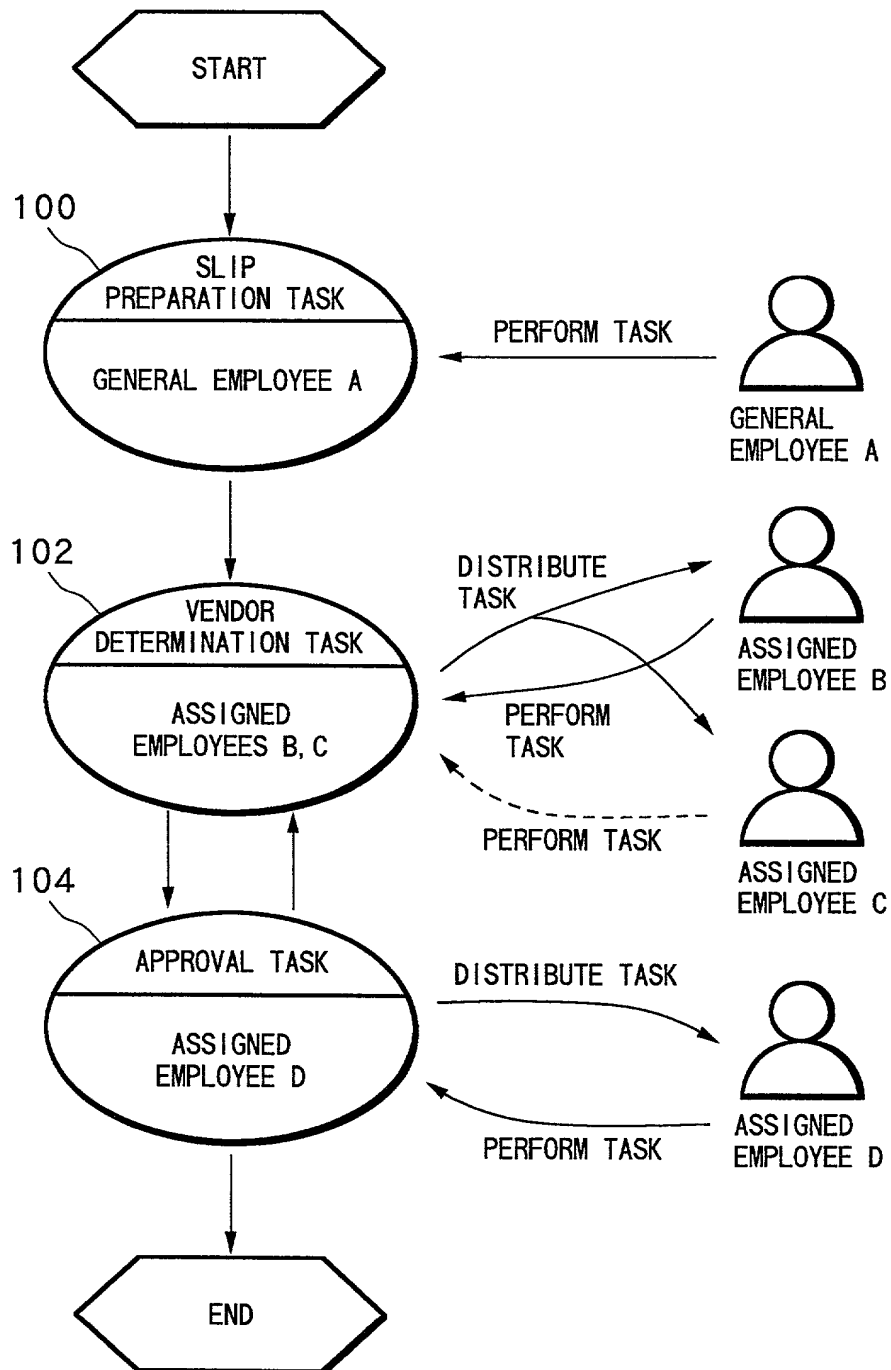 START
100
SLIP
PREPARATION TASK
GENERAL EMPLOYEE A
PERFORM TASK
GENERAL
EMPLOYEE A
102
VENDOR
DETERMINATION TASK
ASSIGNED
EMPLOYEES B, C
DISTRIBUTE
TASK
ASSIGNED
EMPLOYEE B
PERFORM
TASK
PERFORM TASK
ASSIGNED
EMPLOYEE C
104
APPROVAL TASK
ASSIGNED
EMPLOYEE D
DISTRIBUTE TASK
PERFORM TASK
ASSIGNED
EMPLOYEE D
END